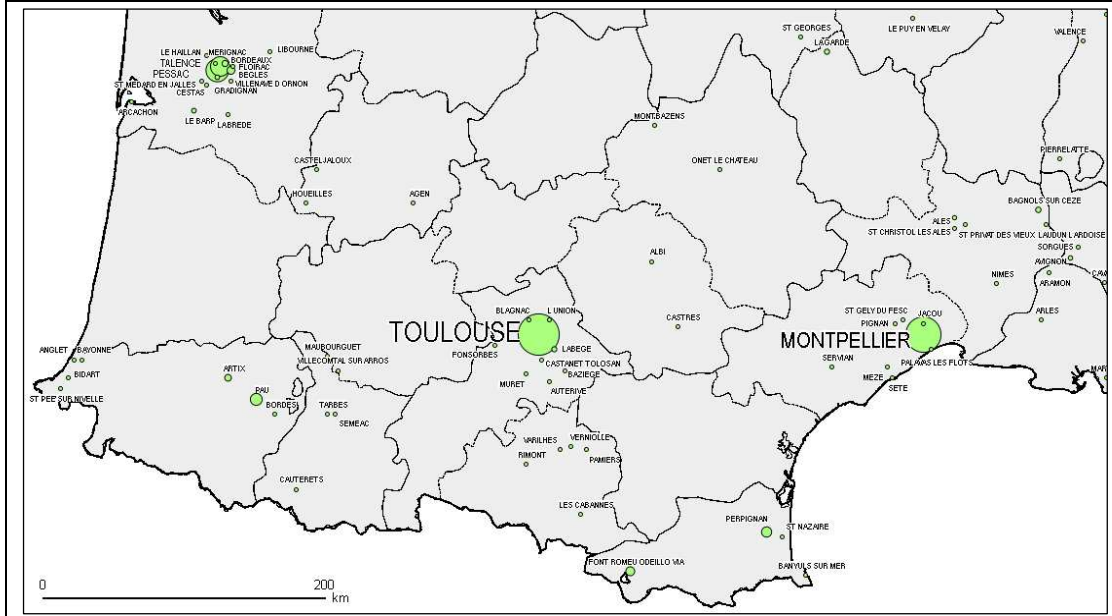 ST GEORGES
LE PUY EN VELAY
LAGARDE
VALENCE
LE HAILLAN
MERIGNAC
LIBOURNE
TALENCE
BORDEAUX
FLOIRAC
PESSAC
BEGLES
ST MEDARD EN JALLES
VILLENAVE D ORNON
CESTAS
GRADIGNAN
ARCACHON
LE BARP
LABREDE
MONTBAZENS
CASTELJALOUX
ONET LE CHATEAU
PIERRELATTE
HOUEILLES
AGEN
BAGNOLS SUR CEZE
ALES
ST CHRISTOL LES ALES
ST PRIVAT DES VIEUX
LAUDUN LARDOISE
SORGUES
ALBI
AVIGNON
NIMES
ARAMON
CAV
BLAGNAC
L UNION
TOULOUSE
CASTRES
ST GELY DU FESC
JACOU
PIGNAN
ARLES
MONTPELLIER
ANGLET
BAYONNE
MAUBOURGUET
FONSORBES
LABEGE
VILLECOMTAL SUR ARROS
CASTANET TOLOSAN
SERVIAN
PALAVAS LES FLOTS
BIDART
ARTIX
BAZIEGE
MEZE
MAR
MURET
AUTERIVE
SETE
ST PEE SUR NIVELLE
PAU
BORDES
TARBES
SEMEAC
VARILHES
VERNIOLLE
RIMONT
PAMIERS
CAUTERETS
LES CABANNES
PERPIGNAN
ST NAZAIRE
FONT ROMEU ODEILLO VIA
BANYULS SUR MER
0 200
km